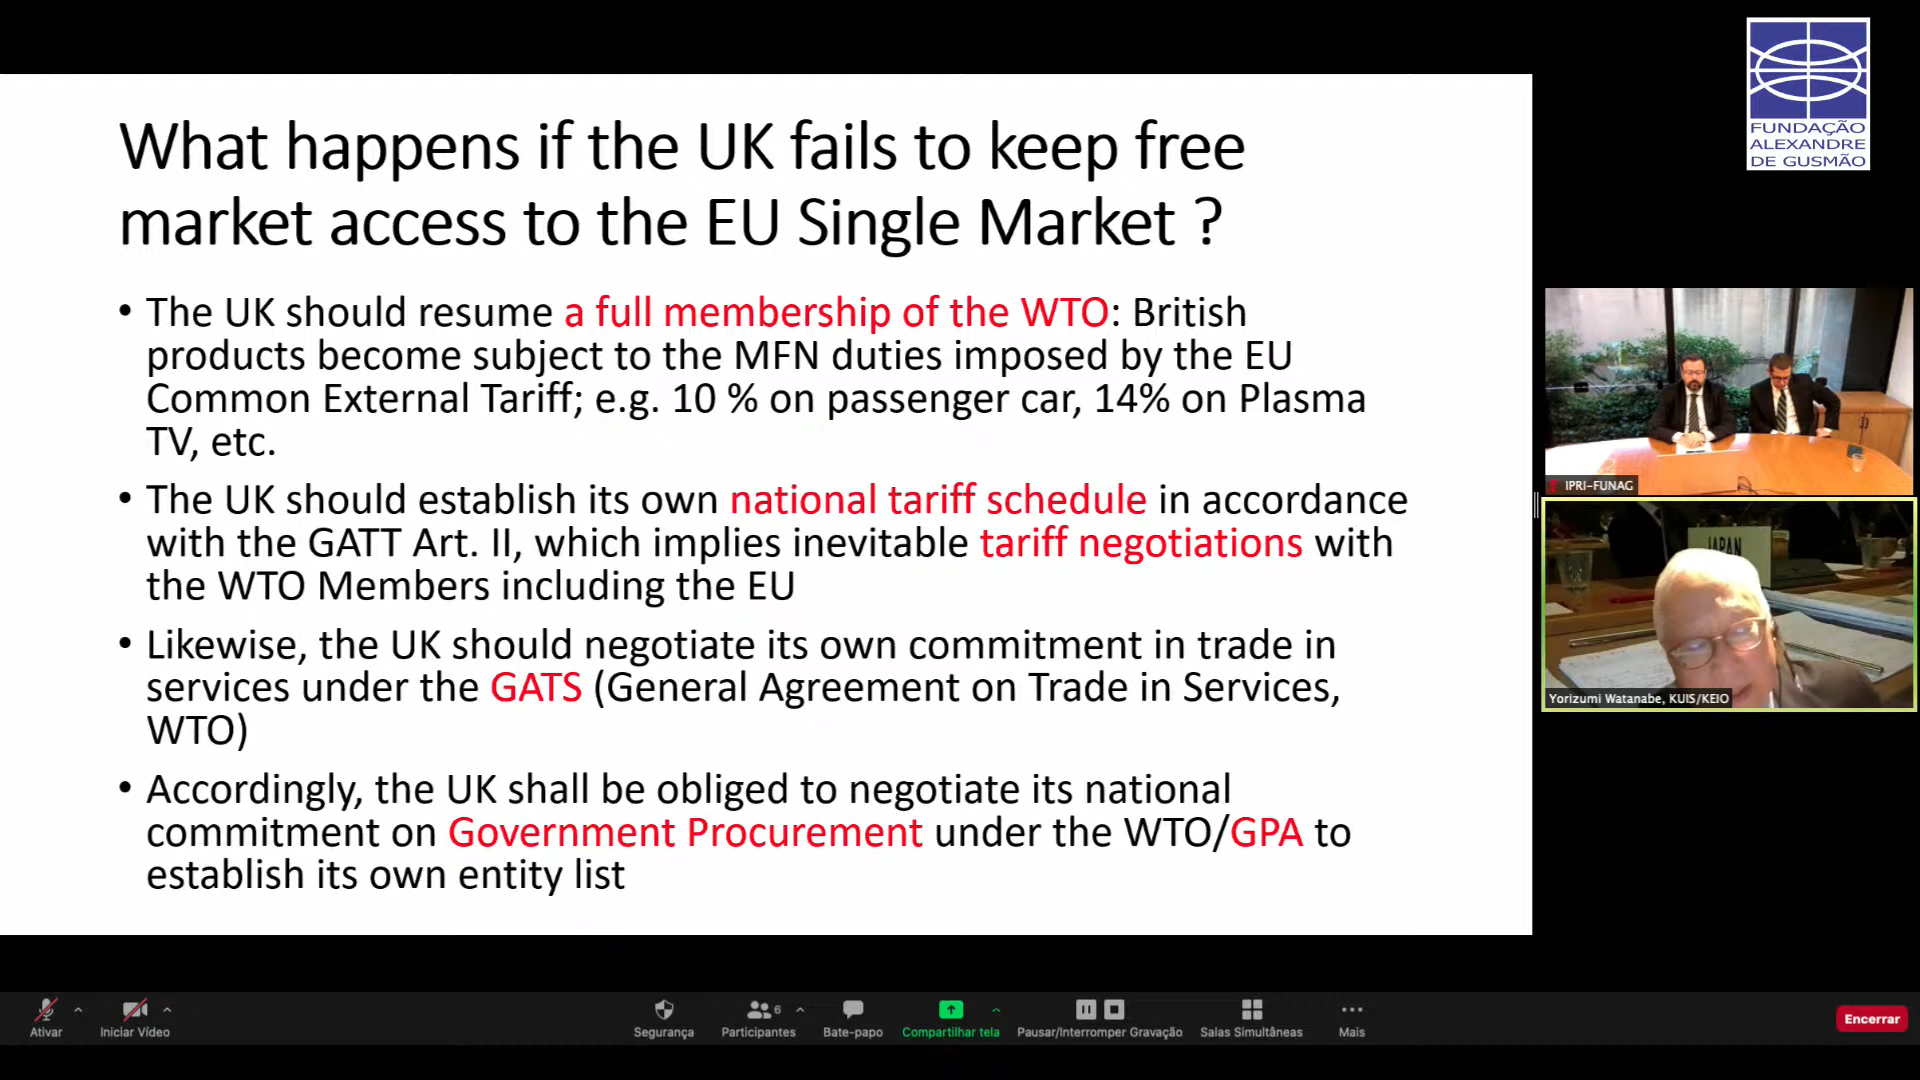 What happens if the UK fails to keep free
market access to the EU Single Market ?
• The UK should resume a full membership of the WTO: British
products become subject to the MFN duties imposed by the EU
Common External Tariff; e.g. 10 % on passenger car, 14% on Plasma
TV, etc.
• The UK should establish its own national tariff schedule in accordance
with the GATT Art. II, which implies inevitable tariff negotiations with
the WTO Members including the EU
• Likewise, the UK should negotiate its own commitment in trade in
services under the GATS (General Agreement on Trade in Services,
WTO)
• Accordingly, the UK shall be obliged to negotiate its national
commitment on Government Procurement under the WTO/GPA to
establish its own entity list
FUNDAÇÃO
ALEXANDRE
DE GUSMÃO
IPRI-FUNAG
JAPAN
Yorizumi Watanabe, KUIS/KEIO
Ativar
Iniciar Vídeo
Segurança
6
Participantes
Bate-papo
Compartilhar tela
Pausar/Interromper Gravação
Salas Simultâneas
Mais
Encerrar